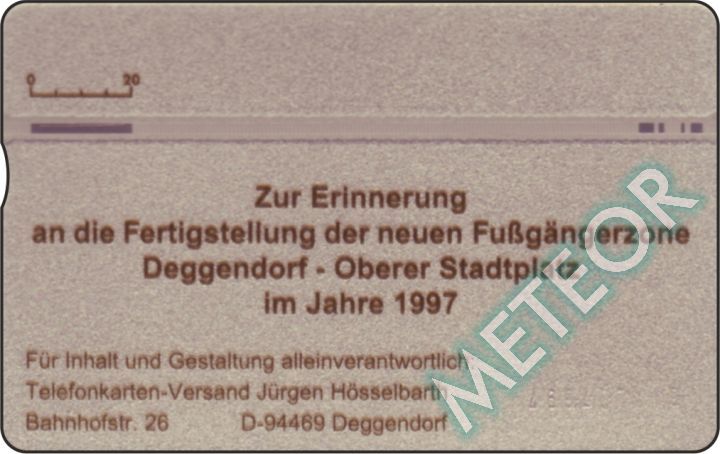 0 20
Zur Erinnerung
an die Fertigstellung der neuen Fußgängerzone
Deggendorf - Oberer Stadtplatz
im Jahre 1997
Für Inhalt und Gestaltung alleinverantwortlich:
Telefonkarten-Versand Jürgen Hösselbarth
Bahnhofstr. 26 D-94469 Deggendorf
METEOR